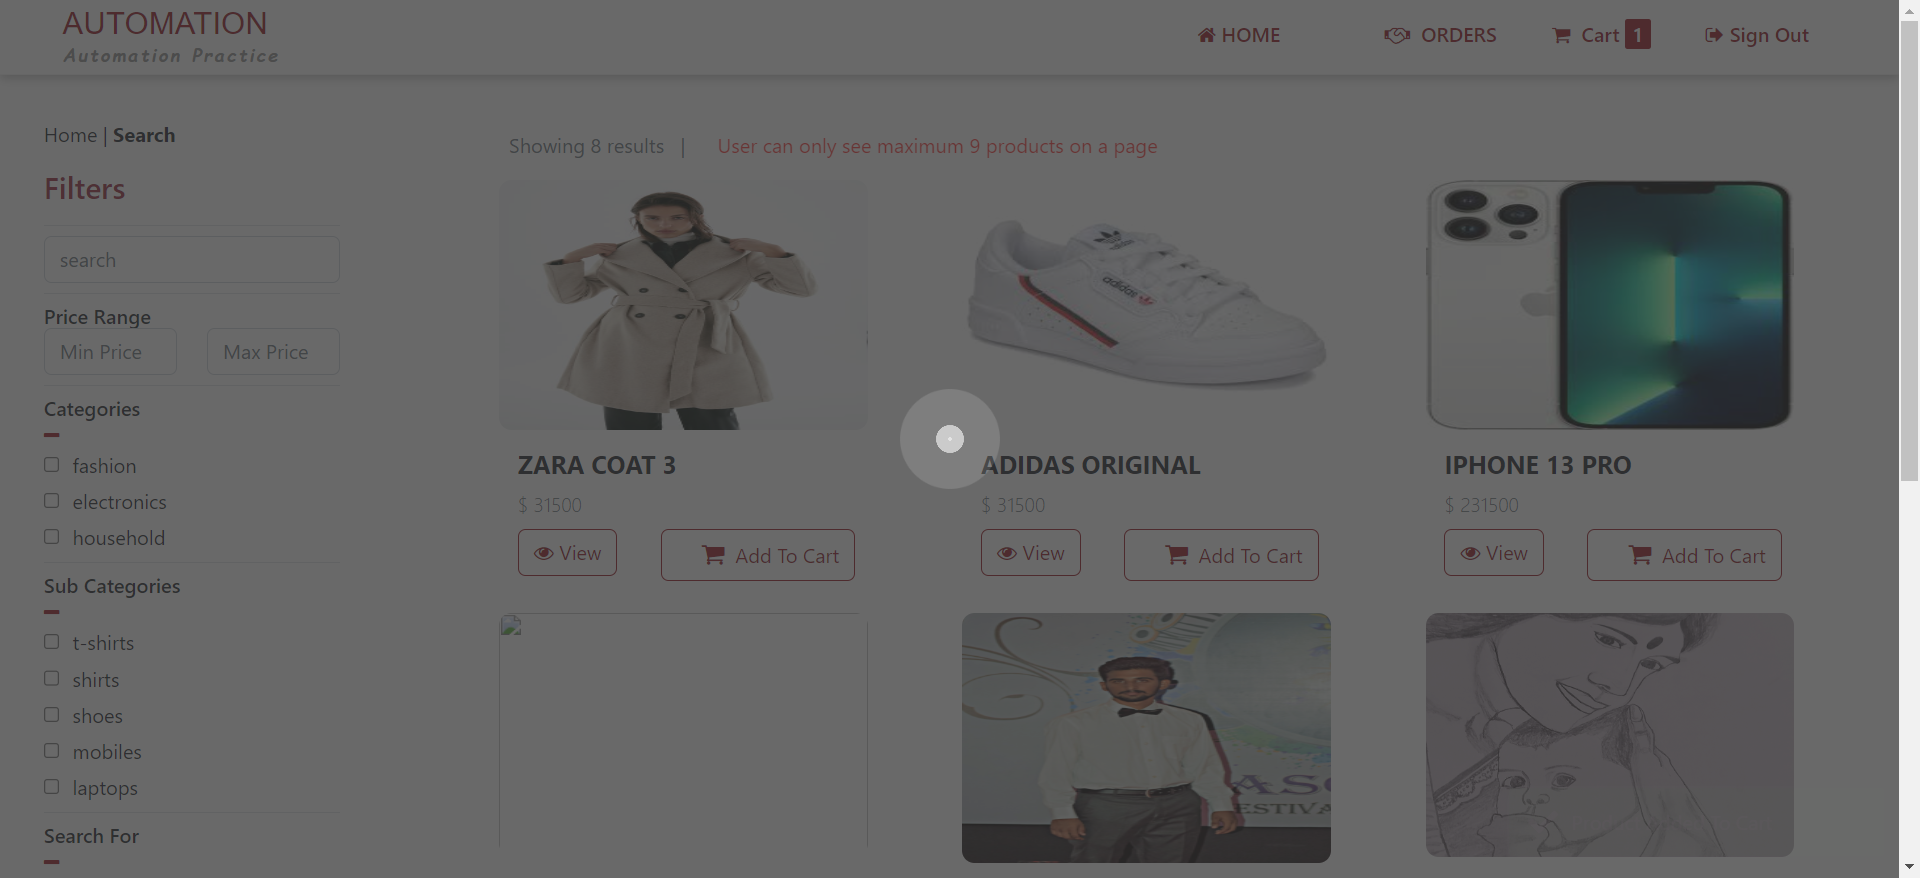 AUTOMATION
Automation Practice
HOME
ORDERS
Cart 1
Sign Out
Home | Search
Showing 8 results |
User can only see maximum 9 products on a page
Filters
search
Price Range
Min Price
Max Price
Categories
fashion
electronics
household
Sub Categories
t-shirts
shirts
shoes
mobiles
laptops
Search For
adidas
ZARA COAT 3
$ 31500
View
Add To Cart
ADIDAS ORIGINAL
$ 31500
View
Add To Cart
IPHONE 13 PRO
$ 231500
View
Add To Cart